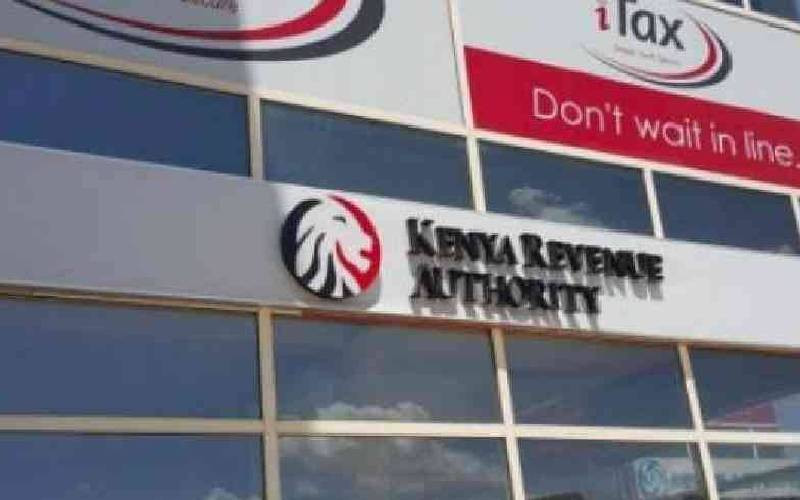 iTax
Don't wait in line.
KENYA REVENUE
AUTHORITY